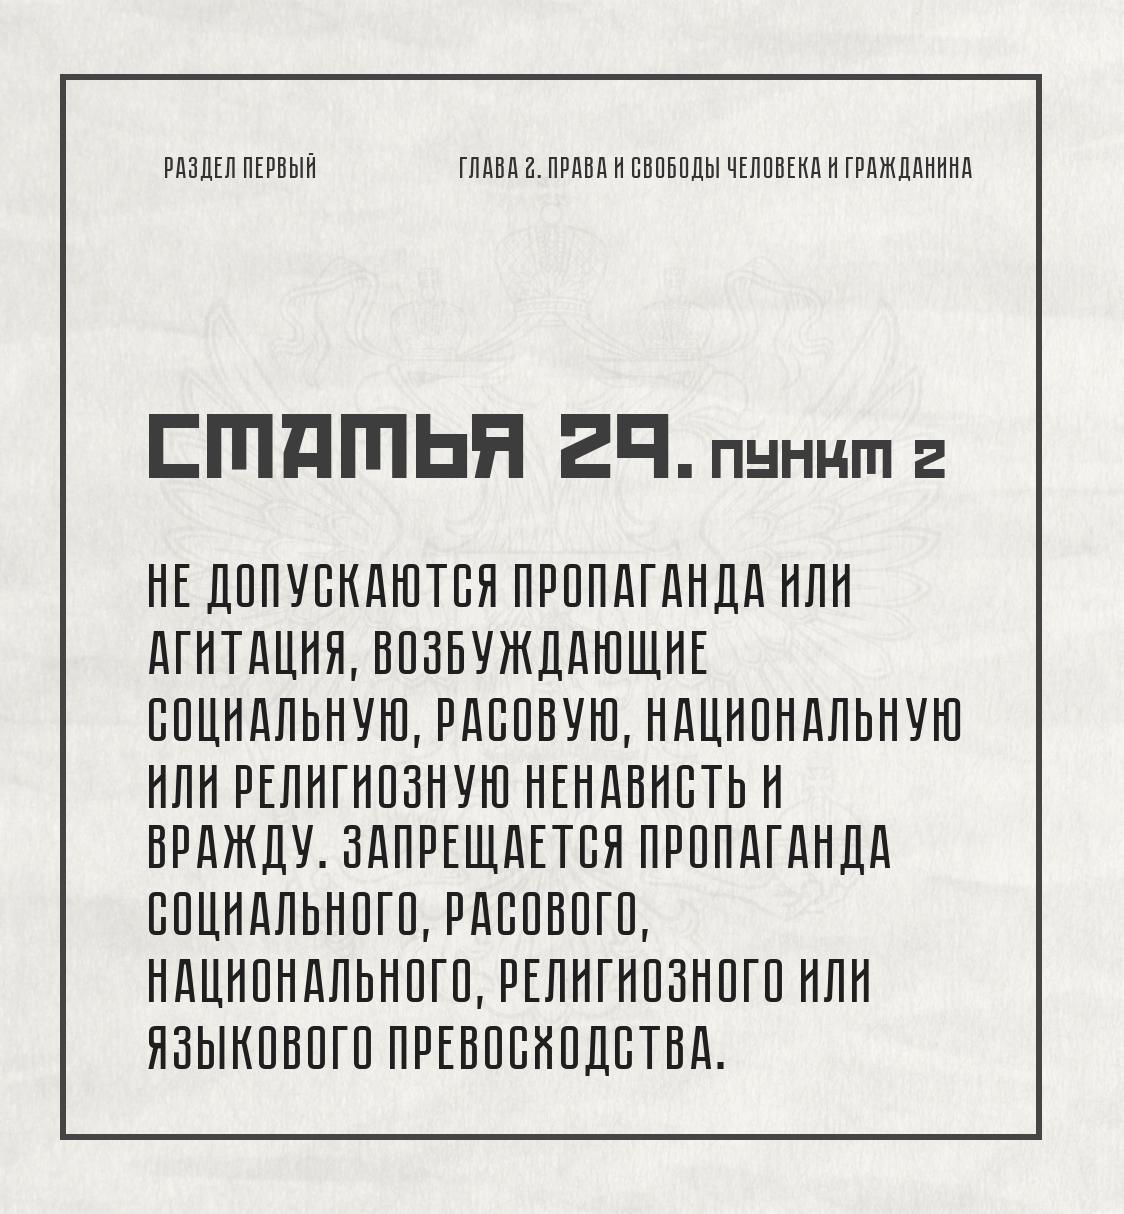 РАЗДЕЛ ПЕРВЫЙ
ГЛАВА 2. ПРАВА И СВОБОДЫ ЧЕЛОВЕКА И ГРАЖДАНИНА
СТАТЬЯ 29. ПУНКТ 2
НЕ ДОПУСКАЮТСЯ ПРОПАГАНДА ИЛИ
АГИТАЦИЯ, ВОЗБУЖДАЮЩИЕ
СОЦИАЛЬНУЮ, РАСОВУЮ, НАЦИОНАЛЬНУЮ
ИЛИ РЕЛИГИОЗНУЮ НЕНАВИСТЬ И
ВРАЖДУ. ЗАПРЕЩАЕТСЯ ПРОПАГАНДА
СОЦИАЛЬНОГО, РАСОВОГО,
НАЦИОНАЛЬНОГО, РЕЛИГИОЗНОГО ИЛИ
ЯЗЫКОВОГО ПРЕВОСХОДСТВА.